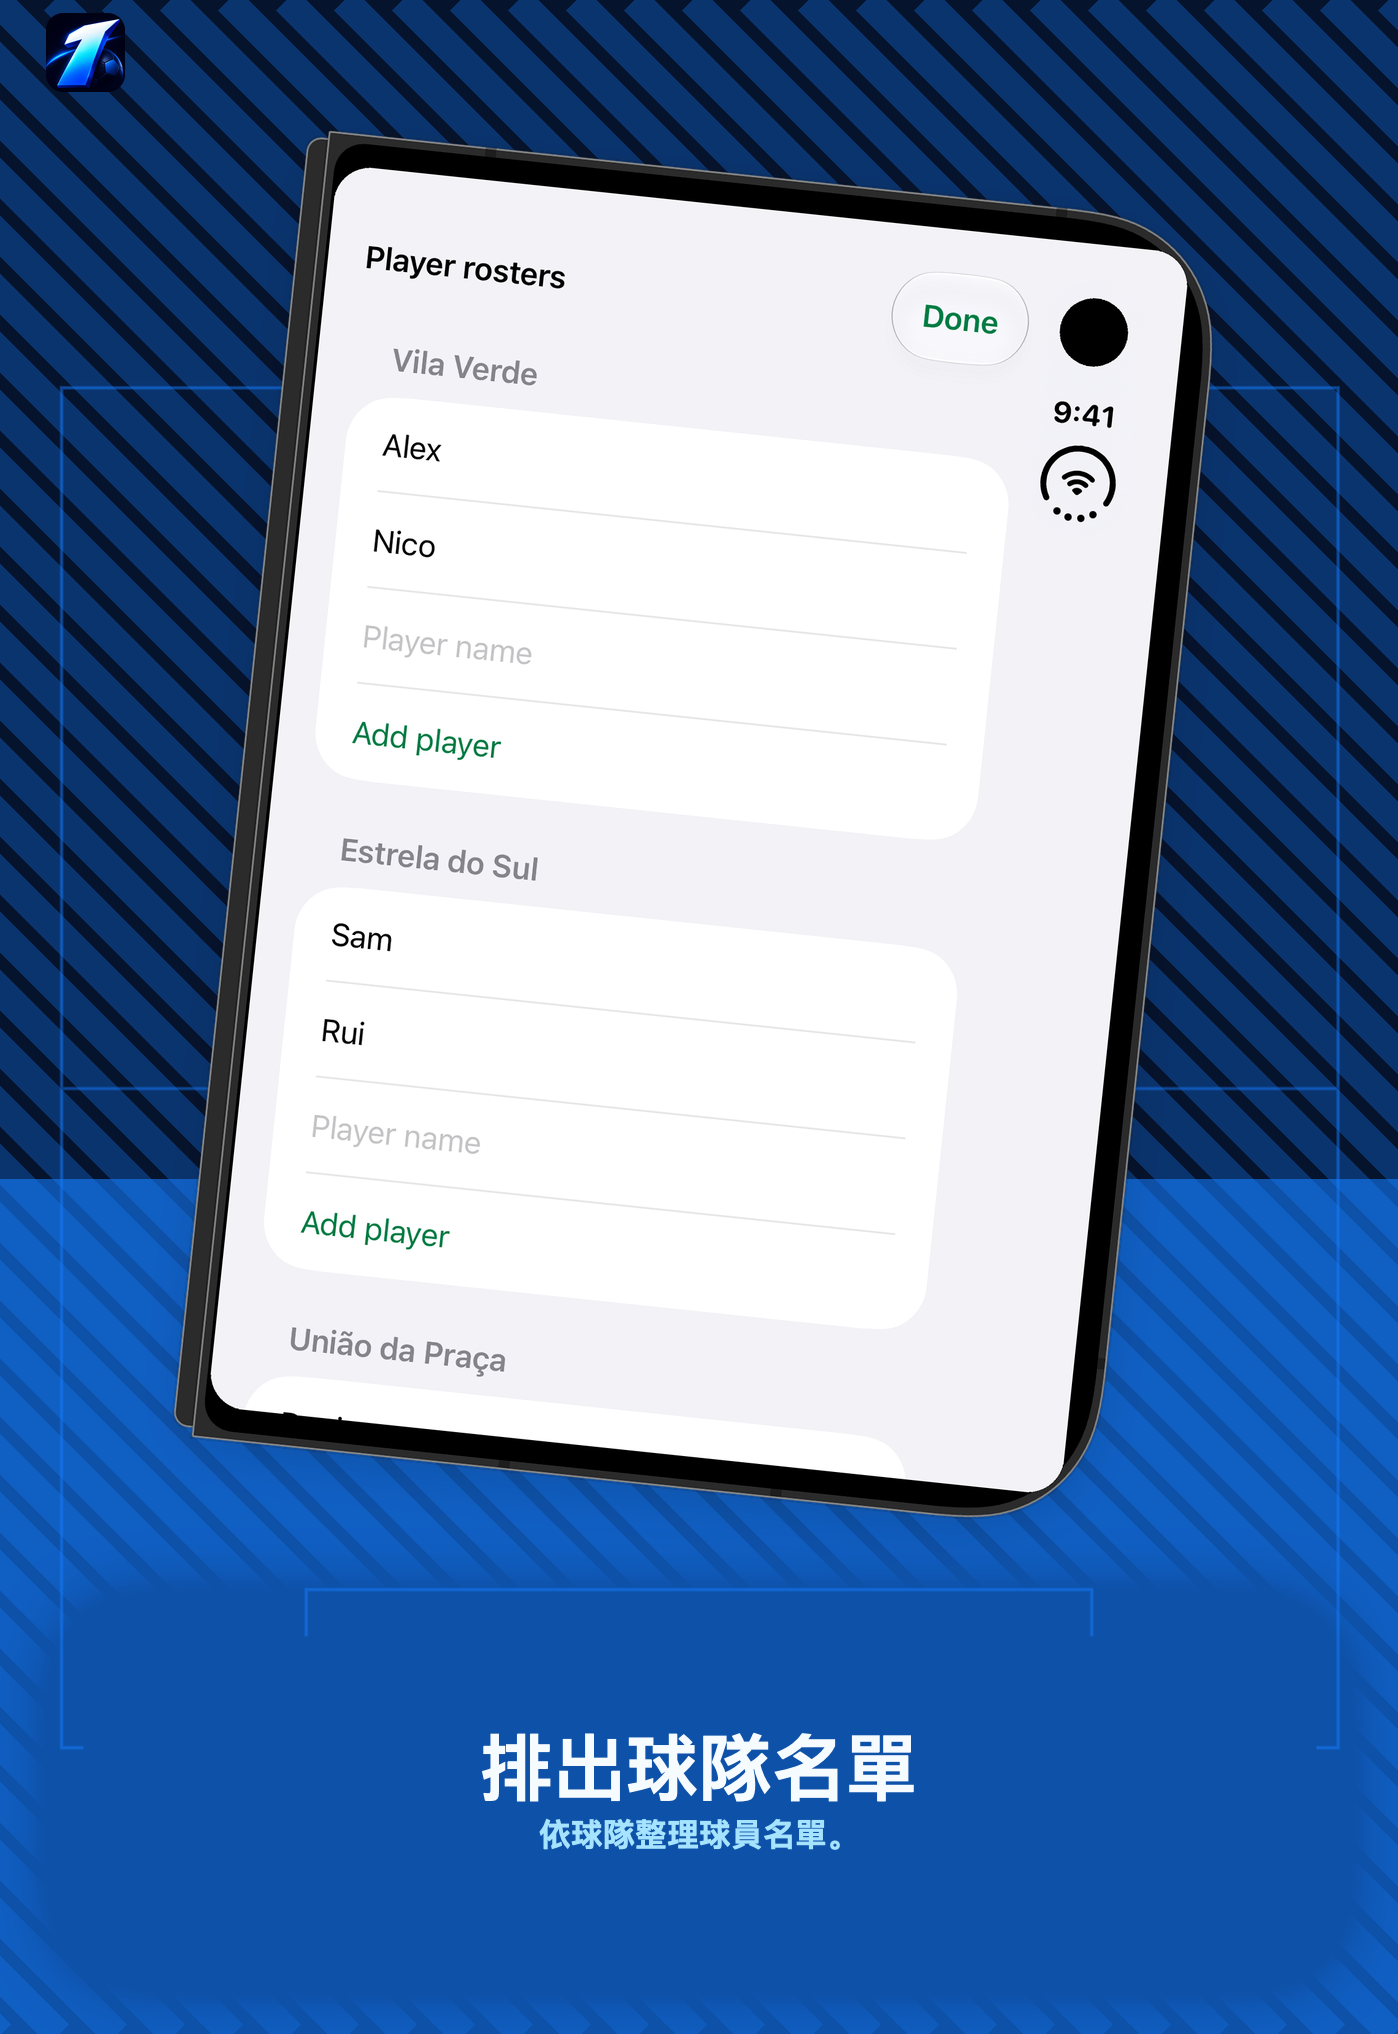 Player rosters
Done
9:41
Vila Verde
Alex
Nico
Player name
Add player
Estrela do Sul
Sam
Rui
Player name
Add player
União da Praça
排出球隊名單
依球隊整理球員名單。